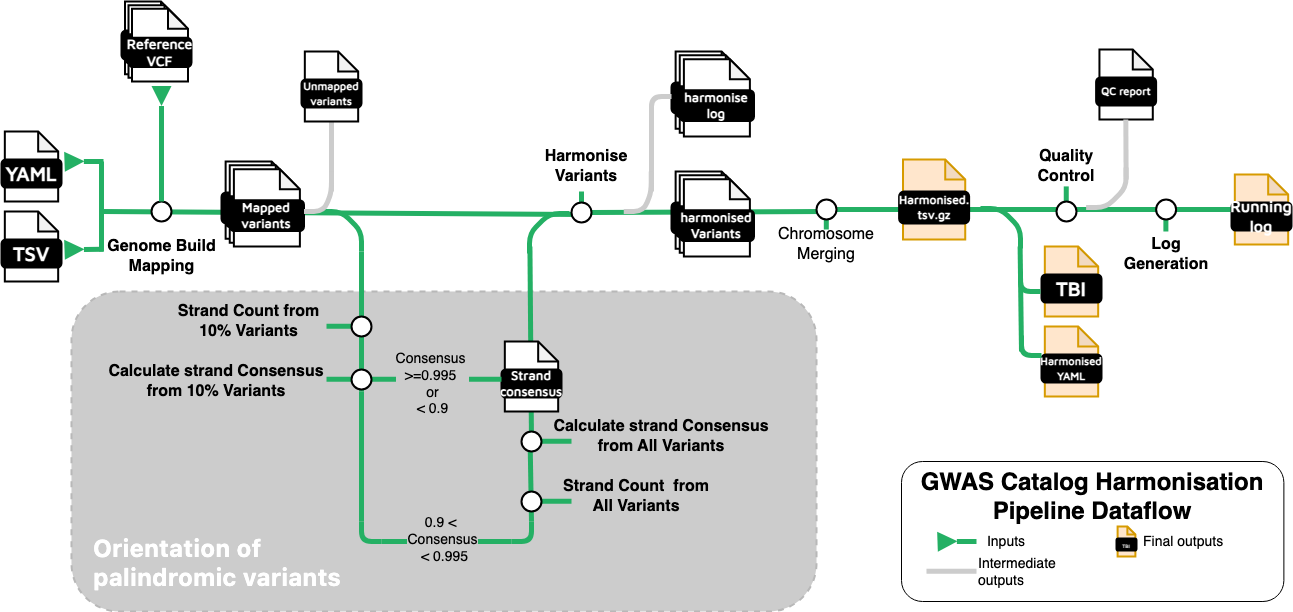 Reference
VCF
YAML
TSV
Genome Build
Mapping
Mapped
variants
Unmapped
variants
Harmonise
Variants
harmonise
log
harmonised
Variants
Chromosome
Merging
Harmonised.
tsv.gz
Quality
Control
QC report
Log
Generation
Running
log
TBI
Harmonised
YAML
Strand Count from
10% Variants
Calculate strand Consensus
from 10% Variants
Consensus
>=0.995
or
< 0.9
Strand
consensus
Calculate strand Consensus
from All Variants
Strand Count  from
All Variants
0.9 <
Consensus
< 0.995
Orientation of
palindromic variants
GWAS Catalog Harmonisation
Pipeline Dataflow
Inputs
TBI
Final outputs
Intermediate
outputs